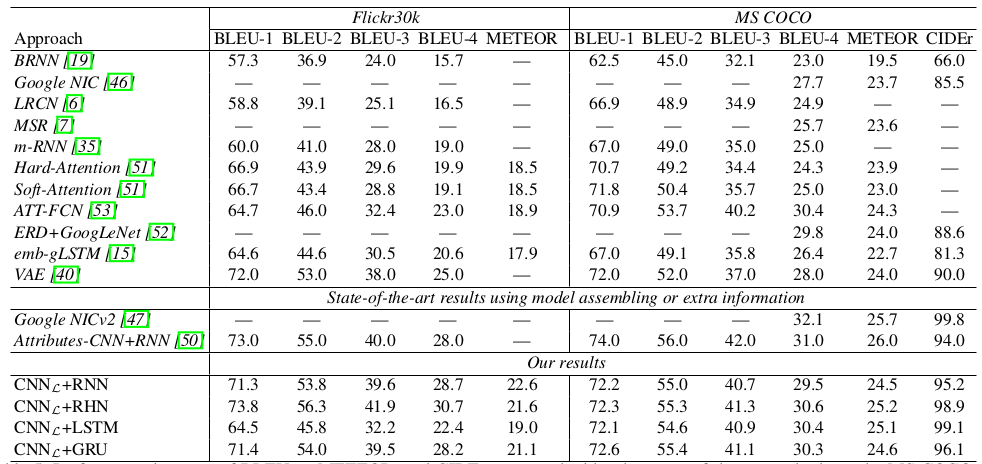 Flickr30k MS COCO
Approach BLEU-1 BLEU-2 BLEU-3 BLEU-4 METEOR BLEU-1 BLEU-2 BLEU-3 BLEU-4 METEOR CIDEr
BRNN [19] 57.3 36.9 24.0 15.7 — 62.5 45.0 32.1 23.0 19.5 66.0
Google NIC [46] — — — — — — — — 27.7 23.7 85.5
LRCN [6] 58.8 39.1 25.1 16.5 — 66.9 48.9 34.9 24.9 — —
MSR [7] — — — — — — — — 25.7 23.6 —
m-RNN [35] 60.0 41.0 28.0 19.0 — 67.0 49.0 35.0 25.0 — —
Hard-Attention [51] 66.9 43.9 29.6 19.9 18.5 70.7 49.2 34.4 24.3 23.9 —
Soft-Attention [51] 66.7 43.4 28.8 19.1 18.5 71.8 50.4 35.7 25.0 23.0 —
ATT-FCN [53] 64.7 46.0 32.4 23.0 18.9 70.9 53.7 40.2 30.4 24.3 —
ERD+GoogLeNet [52] — — — — — — — — 29.8 24.0 88.6
emb-gLSTM [15] 64.6 44.6 30.5 20.6 17.9 67.0 49.1 35.8 26.4 22.7 81.3
VAE [40] 72.0 53.0 38.0 25.0 — 72.0 52.0 37.0 28.0 24.0 90.0
State-of-the-art results using model assembling or extra information
Google NICv2 [47] — — — — — — — — 32.1 25.7 99.8
Attributes-CNN+RNN [50] 73.0 55.0 40.0 28.0 — 74.0 56.0 42.0 31.0 26.0 94.0
Our results
CNN𝓛+RNN 71.3 53.8 39.6 28.7 22.6 72.2 55.0 40.7 29.5 24.5 95.2
CNN𝓛+RHN 73.8 56.3 41.9 30.7 21.6 72.3 55.3 41.3 30.6 25.2 98.9
CNN𝓛+LSTM 64.5 45.8 32.2 22.4 19.0 72.1 54.6 40.9 30.4 25.1 99.1
CNN𝓛+GRU 71.4 54.0 39.5 28.2 21.1 72.6 55.4 41.1 30.3 24.6 96.1